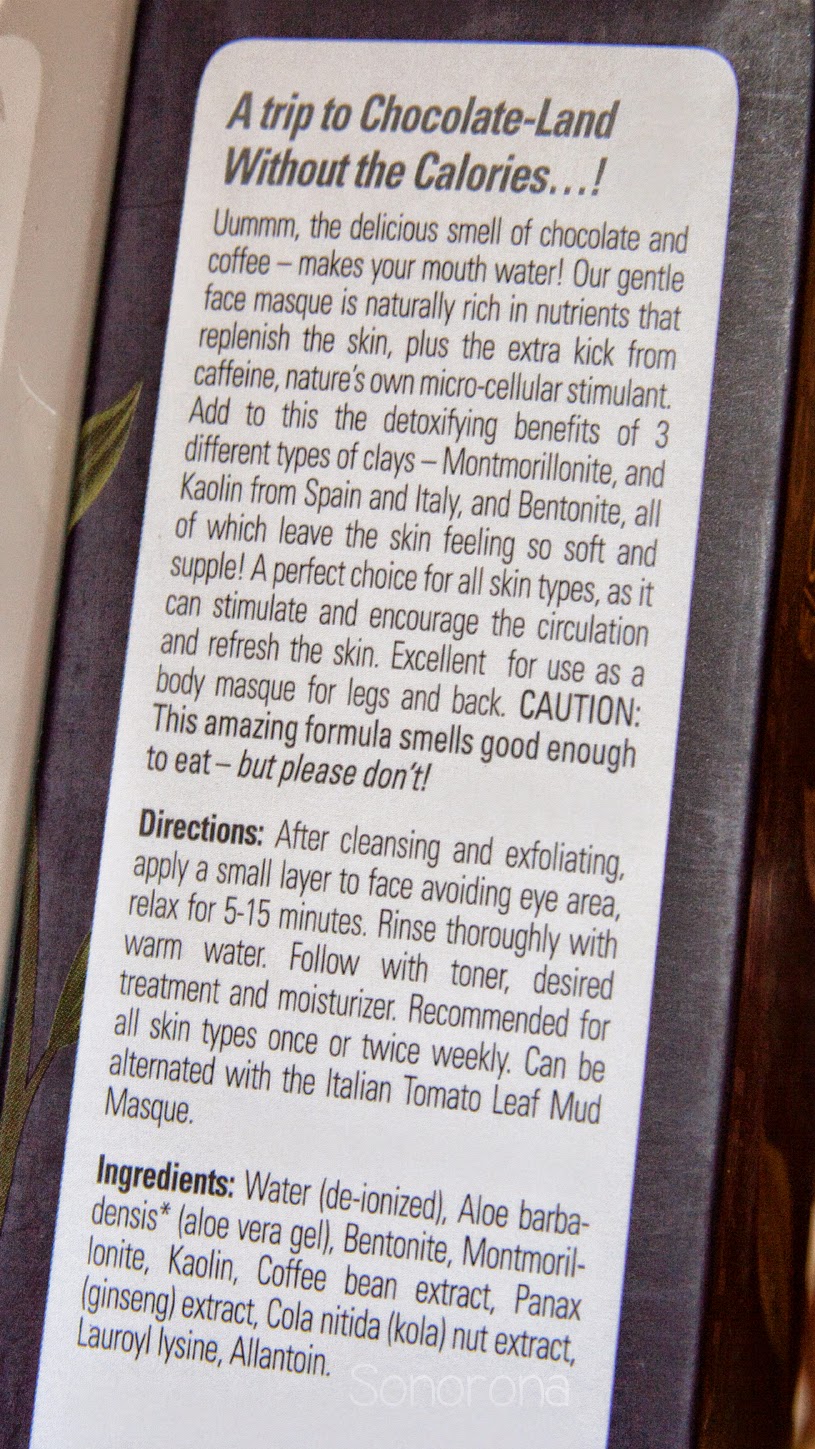 A trip to Chocolate-Land
Without the Calories...!
Uummm, the delicious smell of chocolate and
coffee – makes your mouth water! Our gentle
face masque is naturally rich in nutrients that
replenish the skin, plus the extra kick from
caffeine, nature's own micro-cellular stimulant.
Add to this the detoxifying benefits of 3
different types of clays – Montmorillonite, and
Kaolin from Spain and Italy, and Bentonite, all
of which leave the skin feeling so soft and
supple! A perfect choice for all skin types, as it
can stimulate and encourage the circulation
and refresh the skin. Excellent for use as a
body masque for legs and back. CAUTION:
This amazing formula smells good enough
to eat – but please don't!
Directions: After cleansing and exfoliating,
apply a small layer to face avoiding eye area,
relax for 5-15 minutes. Rinse thoroughly with
warm water. Follow with toner, desired
treatment and moisturizer. Recommended for
all skin types once or twice weekly. Can be
alternated with the Italian Tomato Leaf Mud
Masque.
Ingredients: Water (de-ionized), Aloe barba-
densis* (aloe vera gel), Bentonite, Montmoril-
lonite, Kaolin, Coffee bean extract, Panax
(ginseng) extract, Cola nitida (kola) nut extract,
Lauroyl lysine, Allantoin.
Sonorona